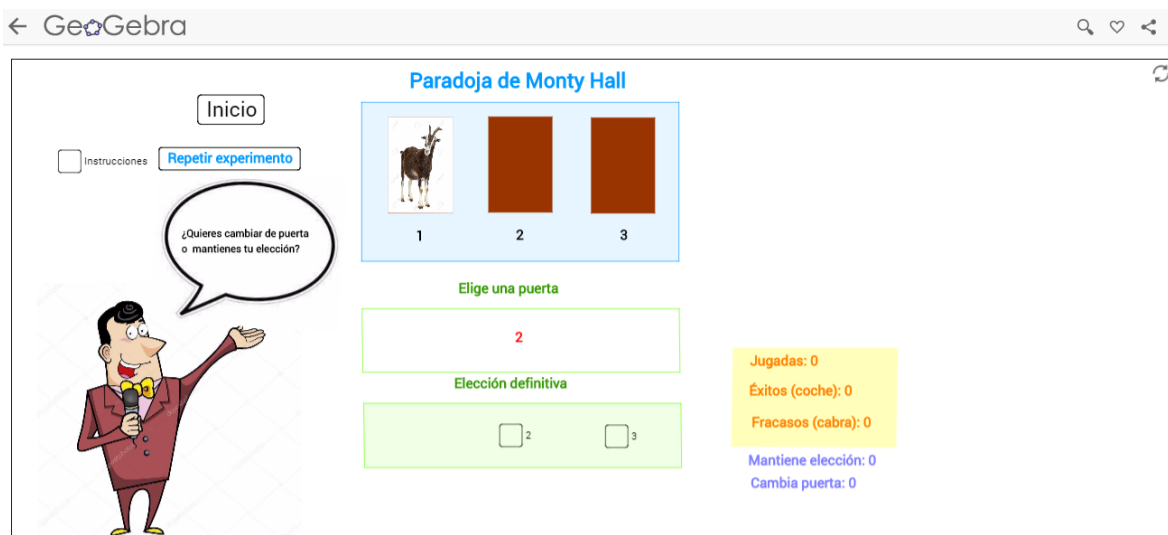 GeoGebra
Paradoja de Monty Hall
Inicio
Instrucciones
Repetir experimento
¿Quieres cambiar de puerta
o mantienes tu elección?
1
2
3
Elige una puerta
2
Elección definitiva
2
3
Jugadas: 0
Éxitos (coche): 0
Fracasos (cabra): 0
Mantiene elección: 0
Cambia puerta: 0